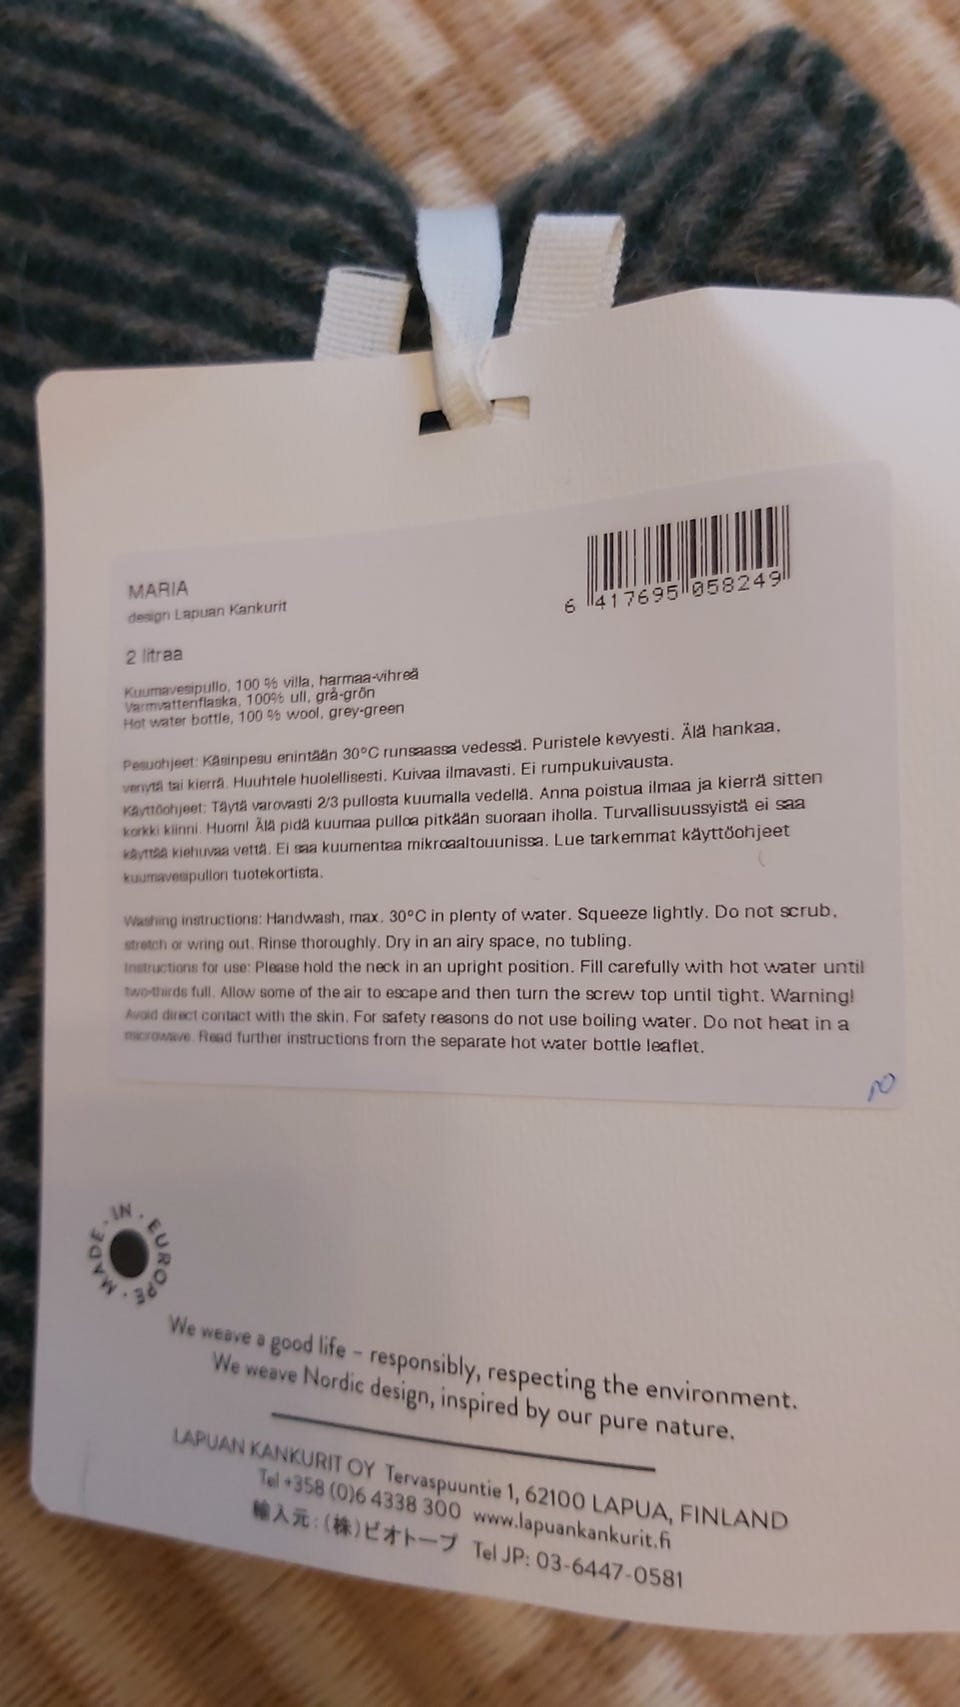 MARIA
design Lapuan Kankurit
2 litraa
6 417695 058249
Kuumavesipullo, 100 % villa, harmaa-vihreä
Varmvattenflaska, 100% ull, grå-grön
Hot water bottle, 100 % wool, grey-green
Pesuohjeet: Käsinpesu enintään 30°C runsaassa vedessä. Puristele kevyesti. Älä hankaa,
venytä tai kierrä. Huuhtele huolellisesti. Kuivaa ilmavasti. Ei rumpukuivausta.
Käyttöohjeet: Täytä varovasti 2/3 pullosta kuumalla vedellä. Anna poistua ilmaa ja kierrä sitten
korkki kiinni. Huom! Älä pidä kuumaa pulloa pitkään suoraan iholla. Turvallisuussyistä ei saa
käyttää kiehuvaa vettä. Ei saa kuumentaa mikroaaltouunissa. Lue tarkemmat käyttöohjeet
kuumavesipullon tuotekortista.
Washing instructions: Handwash, max. 30°C in plenty of water. Squeeze lightly. Do not scrub,
stretch or wring out. Rinse thoroughly. Dry in an airy space, no tubling.
Instructions for use: Please hold the neck in an upright position. Fill carefully with hot water until
two-thirds full. Allow some of the air to escape and then turn the screw top until tight. Warning!
Avoid direct contact with the skin. For safety reasons do not use boiling water. Do not heat in a
microwave. Read further instructions from the separate hot water bottle leaflet.
MADE · IN · EUROPE ·
We weave a good life – responsibly, respecting the environment.
We weave Nordic design, inspired by our pure nature.
LAPUAN KANKURIT OY Tervaspuuntie 1, 62100 LAPUA, FINLAND
Tel +358 (0)6 4338 300 www.lapuankankurit.fi
輸入元:(株)ビオトープ Tel JP: 03-6447-0581